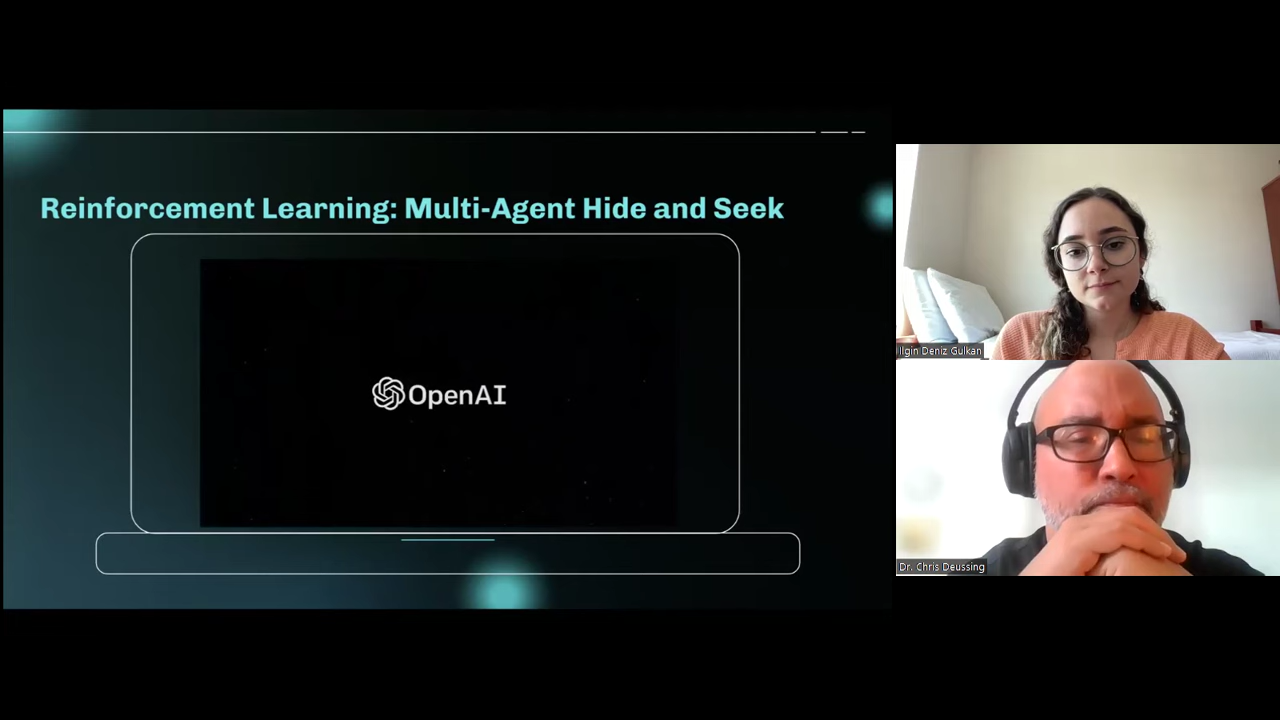 Reinforcement Learning: Multi-Agent Hide and Seek
OpenAI
Ilgin Deniz Gulkan
Dr. Chris Deussing